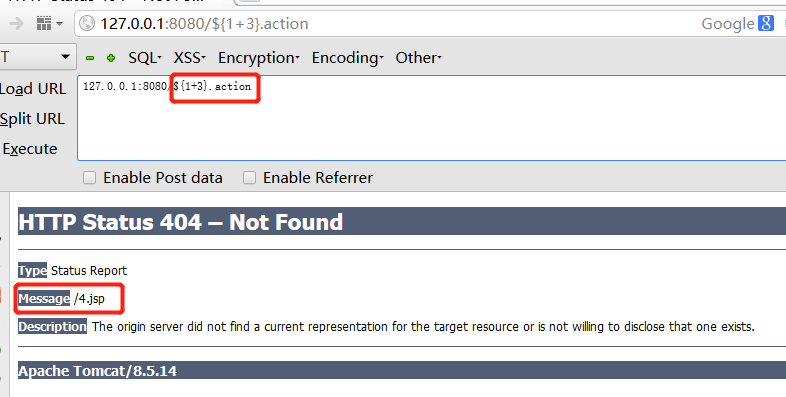 127.0.0.1:8080/${1+3}.action
Google
T
SQL· XSS· Encryption· Encoding· Other·
Load URL
127.0.0.1:8080/${1+3}.action
Split URL
Execute
Enable Post data Enable Referrer
HTTP Status 404 – Not Found
Type Status Report
Message /4.jsp
Description The origin server did not find a current representation for the target resource or is not willing to disclose that one exists.
Apache Tomcat/8.5.14